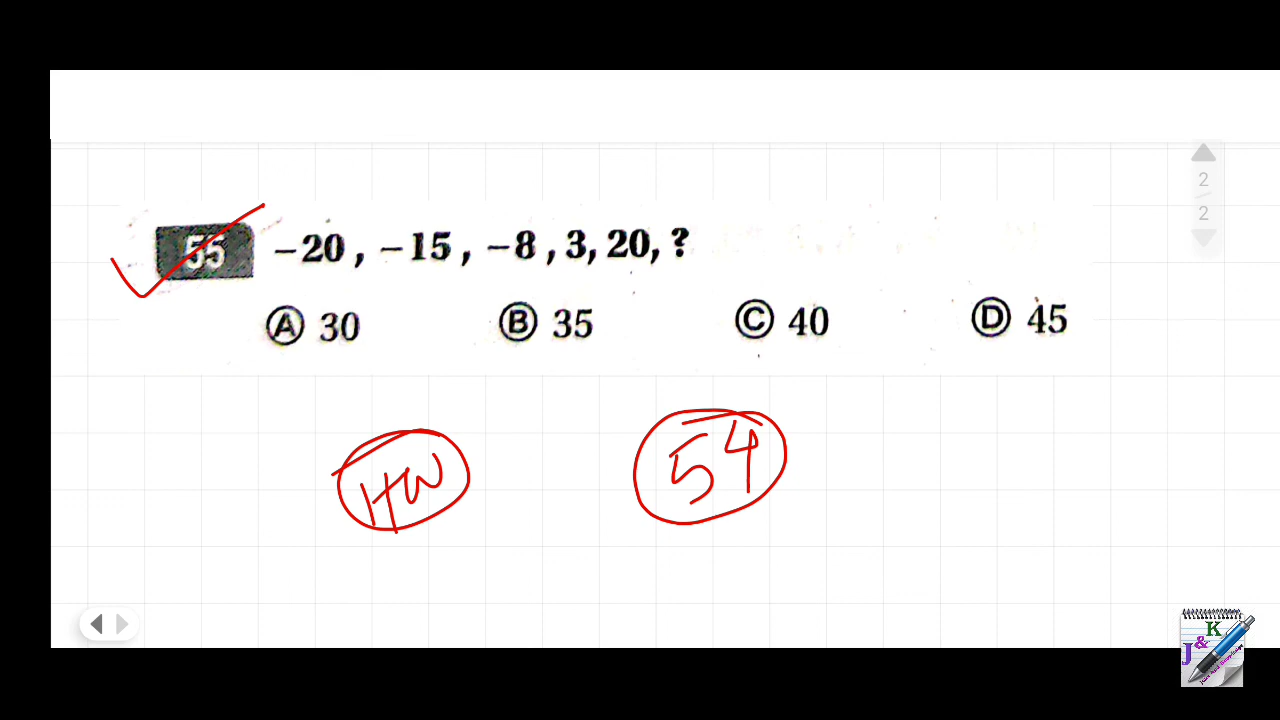 2
2
55 −20 , −15 , −8 , 3, 20, ?
Ⓐ 30 Ⓑ 35 Ⓒ 40 Ⓓ 45
HW 54
J & K